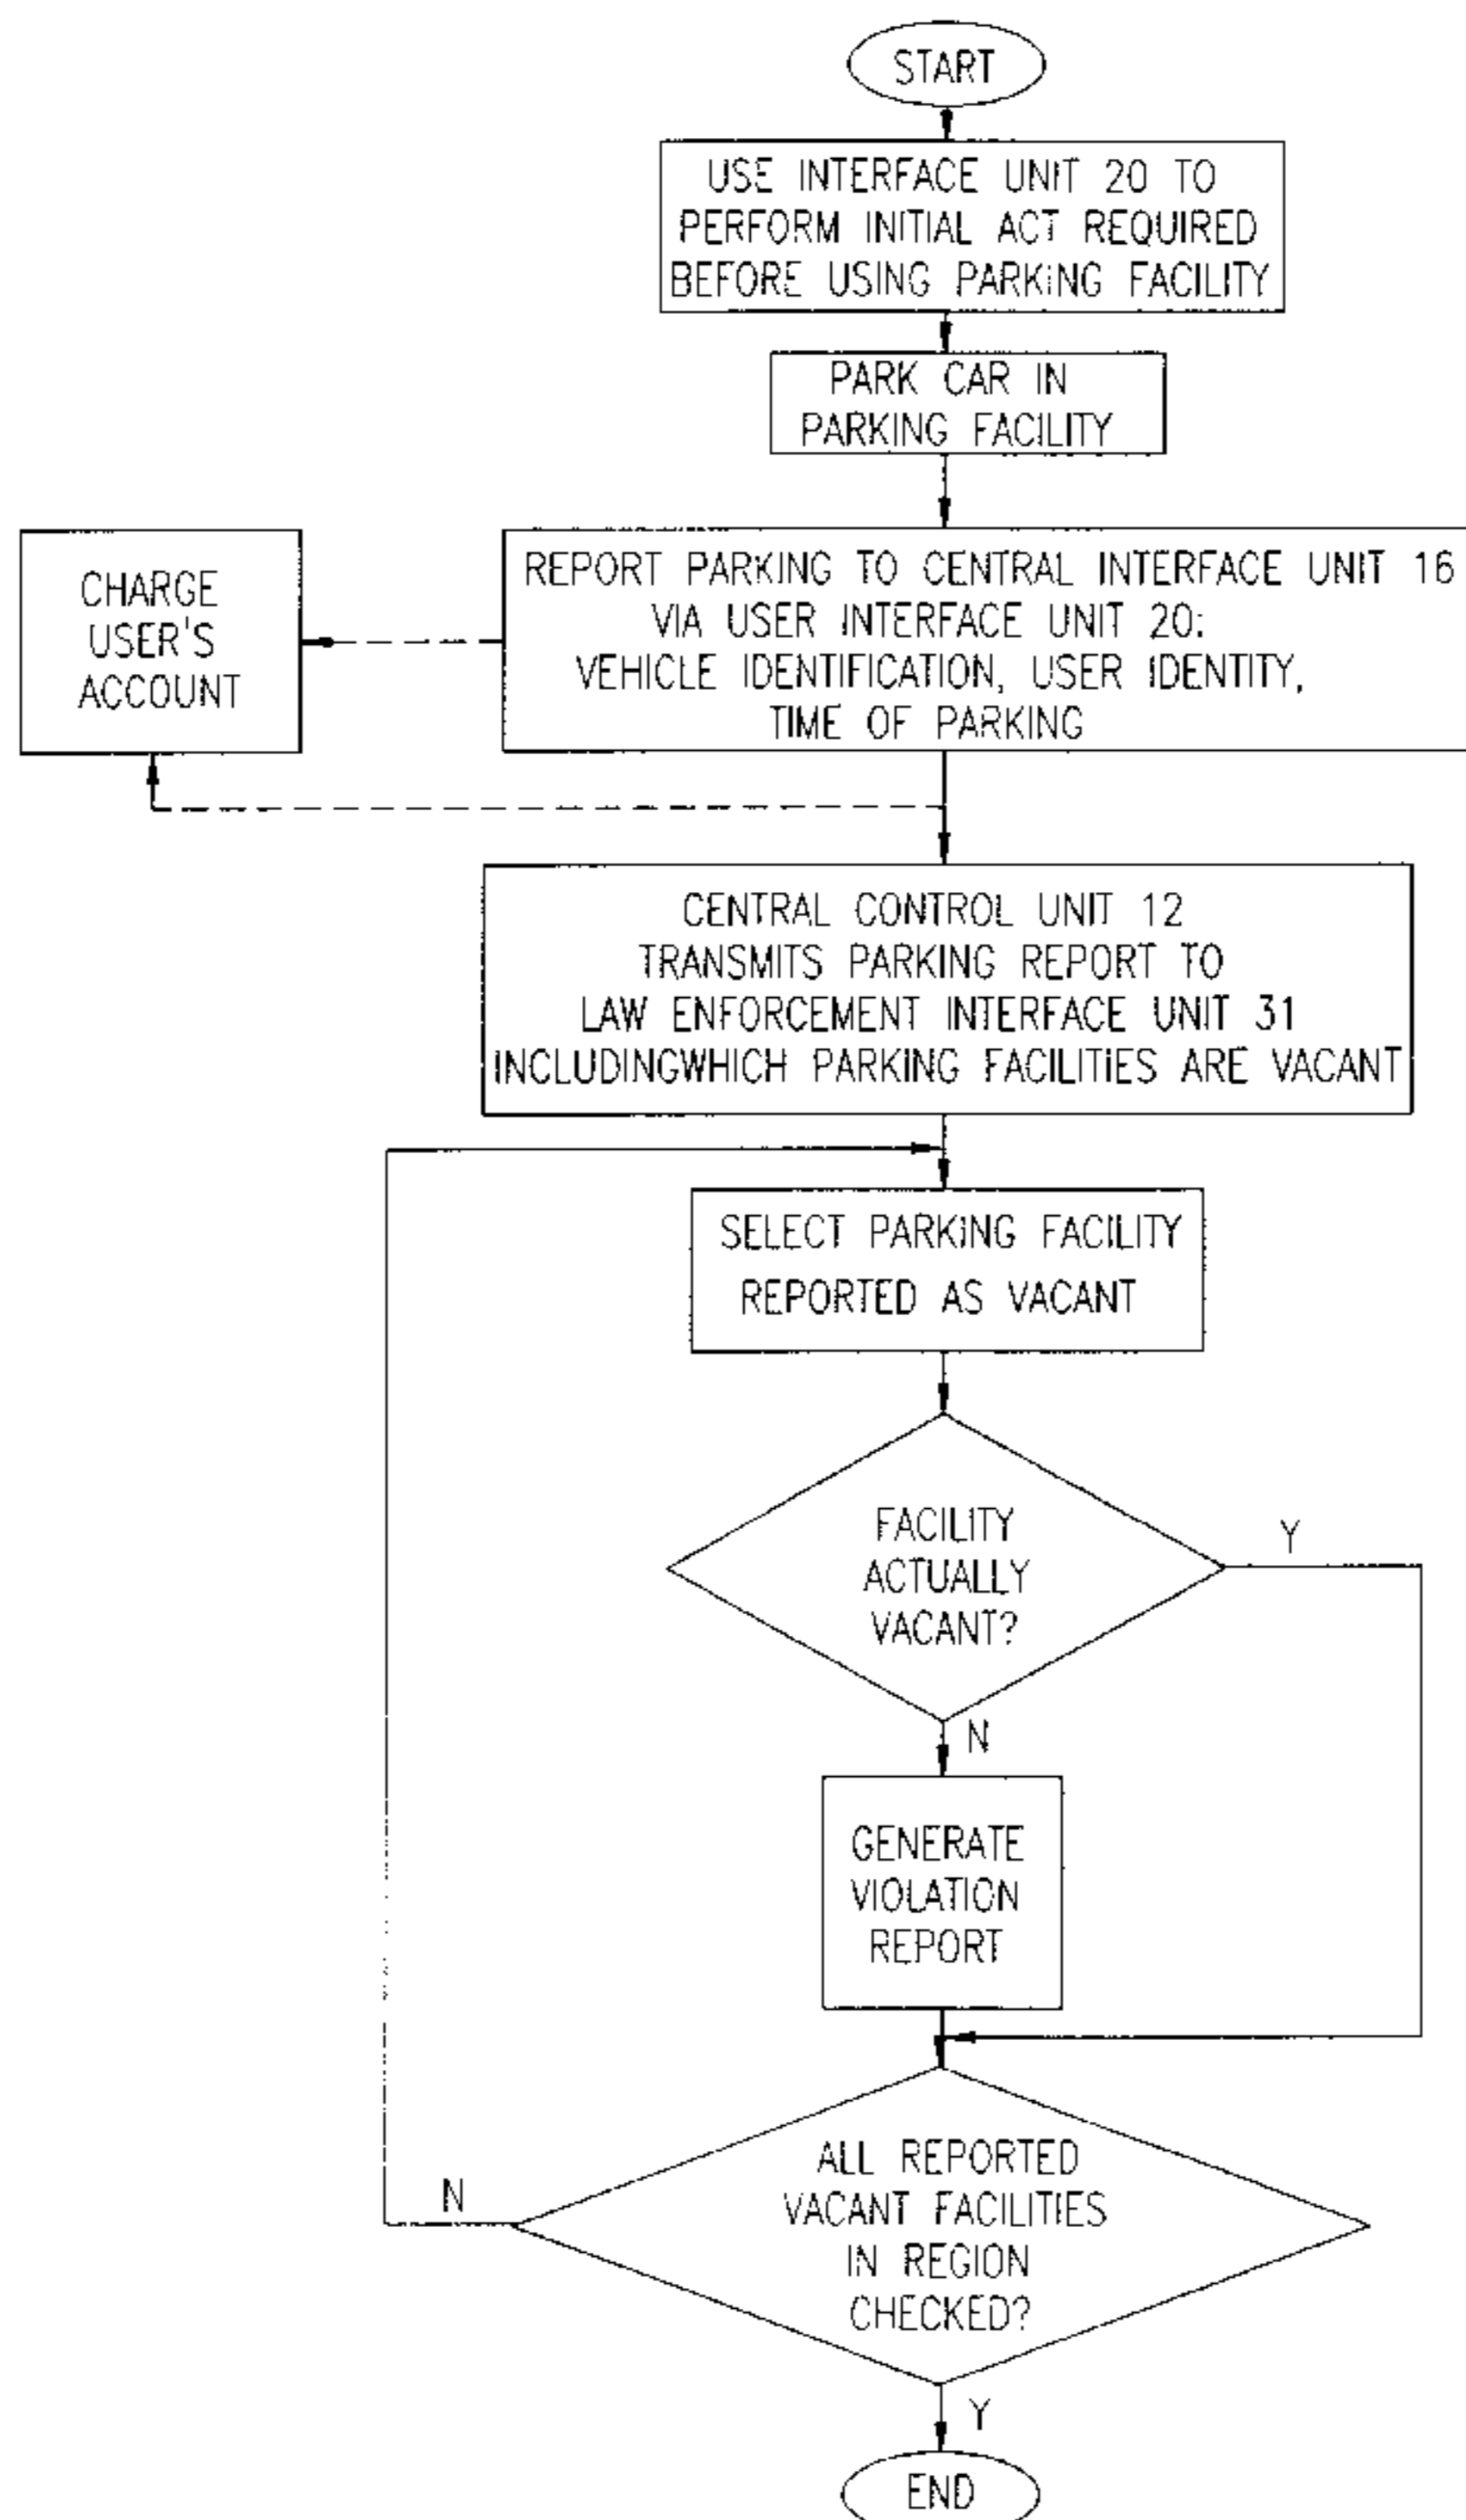 START
USE INTERFACE UNIT 20 TO
PERFORM INITIAL ACT REQUIRED
BEFORE USING PARKING FACILITY
PARK CAR IN
PARKING FACILITY
CHARGE
USER'S
ACCOUNT
REPORT PARKING TO CENTRAL INTERFACE UNIT 16
VIA USER INTERFACE UNIT 20:
VEHICLE IDENTIFICATION, USER IDENTITY,
TIME OF PARKING
CENTRAL CONTROL UNIT 12
TRANSMITS PARKING REPORT TO
LAW ENFORCEMENT INTERFACE UNIT 31
INCLUDINGWHICH PARKING FACILITIES ARE VACANT
SELECT PARKING FACILITY
REPORTED AS VACANT
FACILITY
ACTUALLY
VACANT?
Y
N
GENERATE
VIOLATION
REPORT
ALL REPORTED
VACANT FACILITIES
IN REGION
CHECKED?
N
Y
END